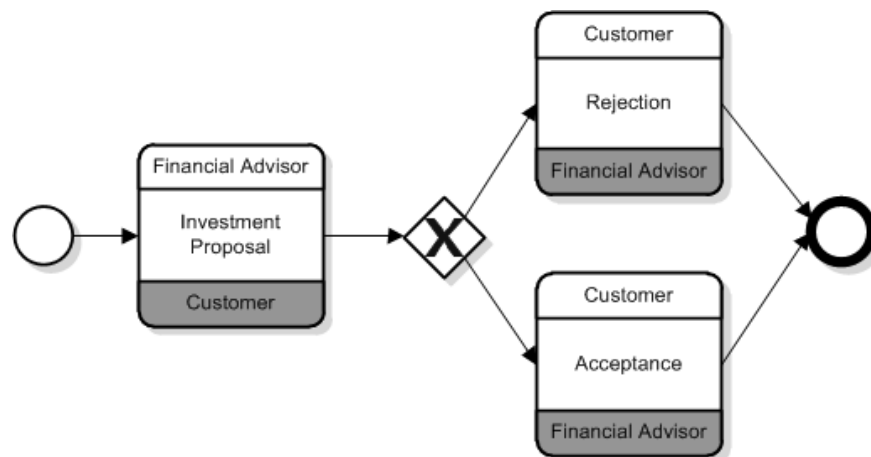 Financial Advisor
Investment
Proposal
Customer
X
Customer
Rejection
Financial Advisor
Customer
Acceptance
Financial Advisor